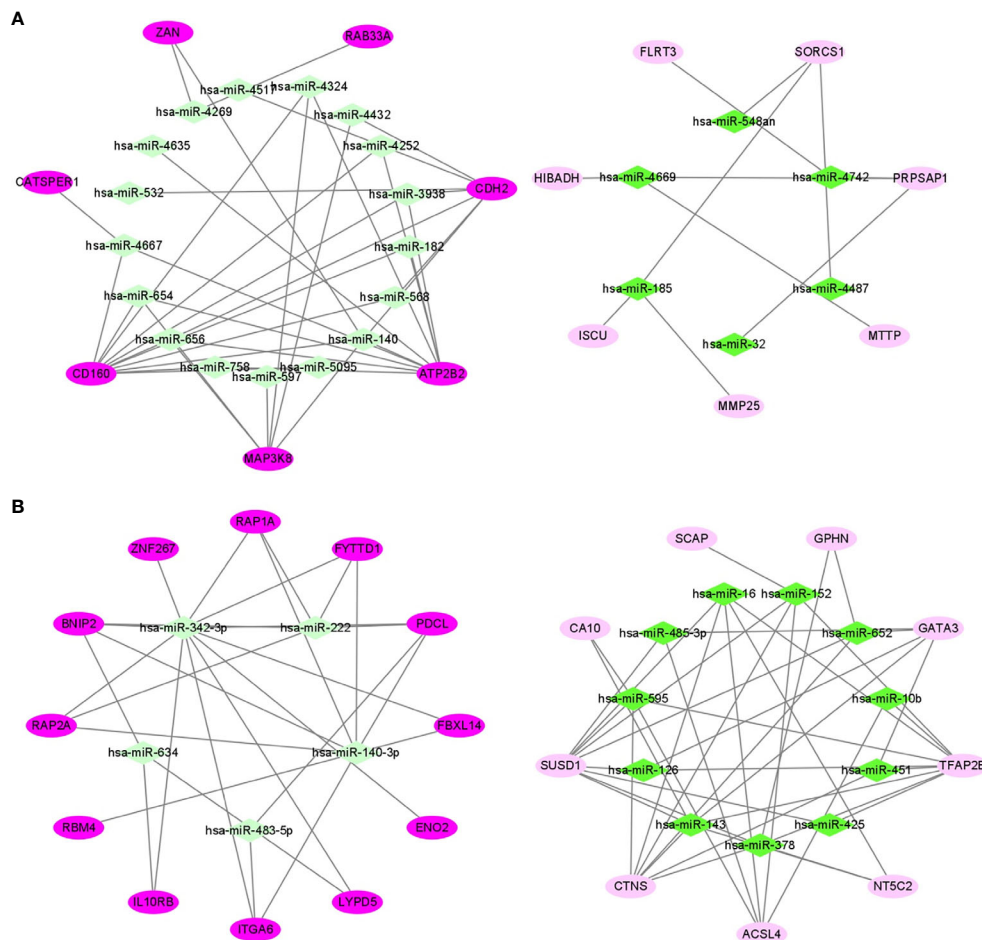 A
ZAN
RAB33A
hsa-miR-4517
hsa-miR-4324
hsa-miR-4269
hsa-miR-4432
hsa-miR-4635
hsa-miR-4252
CATSPER1
hsa-miR-532
hsa-miR-3938
CDH2
hsa-miR-4667
hsa-miR-182
hsa-miR-654
hsa-miR-568
hsa-miR-656
hsa-miR-140
CD160
hsa-miR-758
hsa-miR-597
hsa-miR-5095
ATP2B2
MAP3K8
FLRT3
SORCS1
hsa-miR-548an
HIBADH
hsa-miR-4669
hsa-miR-4742
PRPSAP1
hsa-miR-185
hsa-miR-4487
ISCU
hsa-miR-32
MTTP
MMP25
B
RAP1A
ZNF267
FYTTD1
BNIP2
hsa-miR-342-3p
hsa-miR-222
PDCL
RAP2A
FBXL14
hsa-miR-634
hsa-miR-140-3p
RBM4
hsa-miR-483-5p
ENO2
IL10RB
LYPD5
ITGA6
SCAP
GPHN
hsa-miR-16
hsa-miR-152
CA10
hsa-miR-485-3p
hsa-miR-652
GATA3
hsa-miR-595
hsa-miR-10b
SUSD1
hsa-miR-126
hsa-miR-451
TFAP2B
hsa-miR-143
hsa-miR-425
hsa-miR-378
CTNS
NT5C2
ACSL4